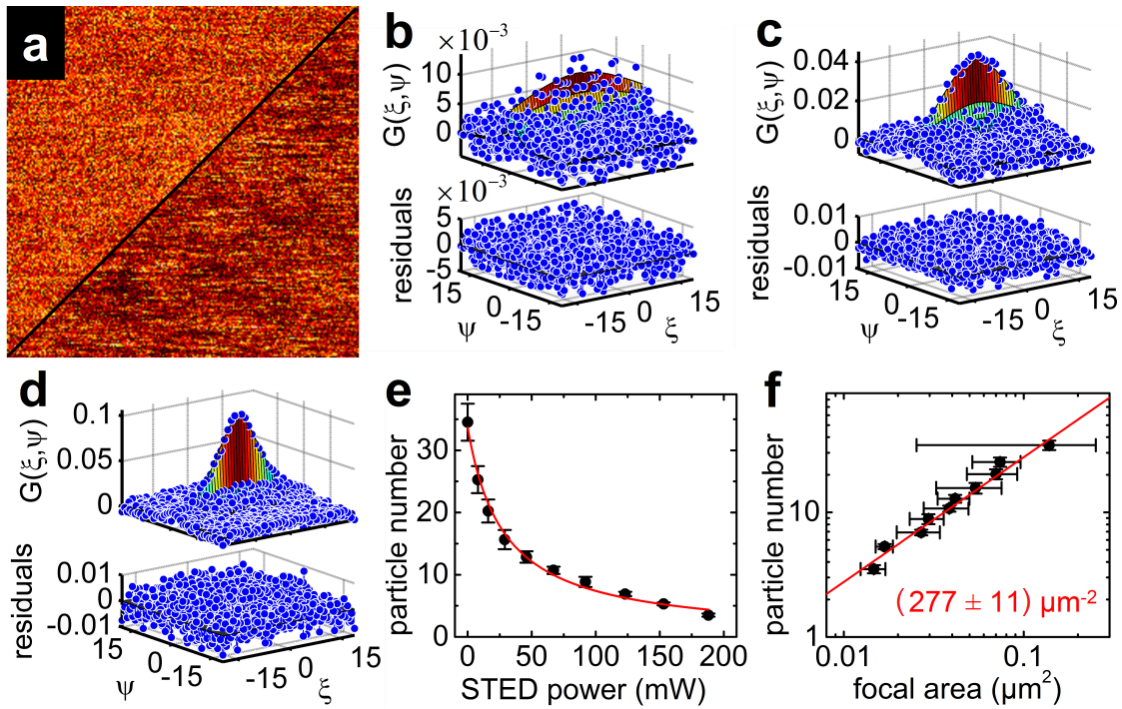 a
b
×10⁻³
10
5
0
G(ξ,ψ)
×10⁻³
5
0
-5
residuals
15
0
-15
ψ
-15
0
15
ξ
c
0.04
0.02
0
G(ξ,ψ)
0.01
0
-0.01
residuals
15
0
-15
ψ
-15
0
15
ξ
d
0.1
0.05
0
G(ξ,ψ)
0.01
0
-0.01
residuals
15
0
-15
ψ
-15
0
15
ξ
e
30
20
10
0
particle number
0 50 100 150 200
STED power (mW)
f
10
1
particle number
(277 ± 11) μm⁻²
0.01 0.1
focal area (μm²)